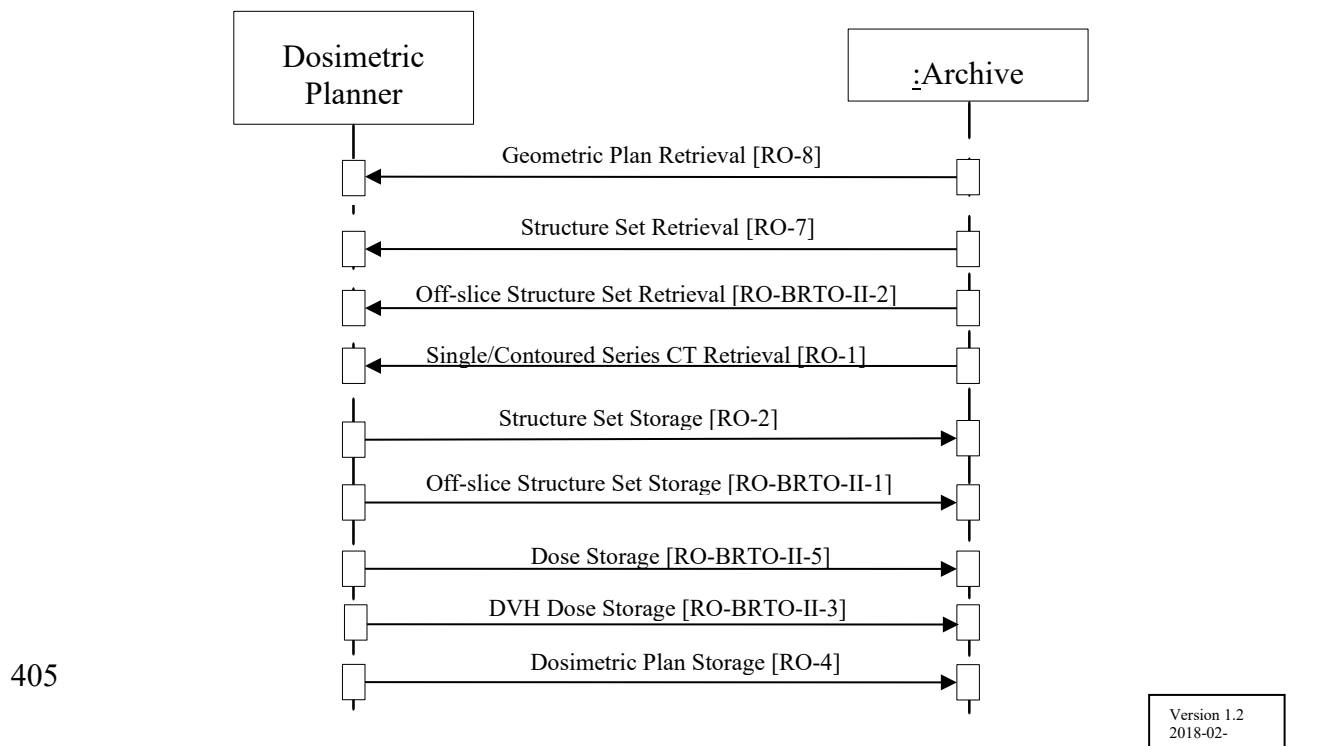 Dosimetric
Planner
:Archive
Geometric Plan Retrieval [RO-8]
Structure Set Retrieval [RO-7]
Off-slice Structure Set Retrieval [RO-BRTO-II-2]
Single/Contoured Series CT Retrieval [RO-1]
Structure Set Storage [RO-2]
Off-slice Structure Set Storage [RO-BRTO-II-1]
Dose Storage [RO-BRTO-II-5]
DVH Dose Storage [RO-BRTO-II-3]
Dosimetric Plan Storage [RO-4]
405
Version 1.2
2018-02-